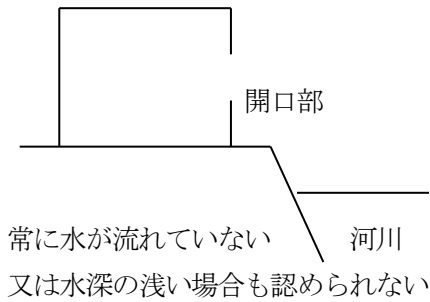 開口部
常に水が流れていない 河川
又は水深の浅い場合も認められない